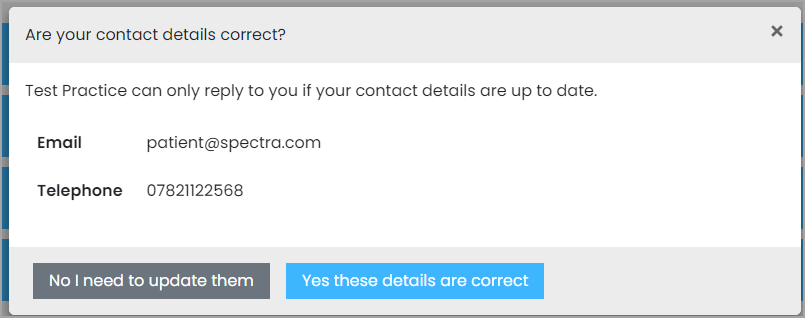 Are your contact details correct?
×
Test Practice can only reply to you if your contact details are up to date.
Email patient@spectra.com
Telephone 07821122568
No I need to update them Yes these details are correct